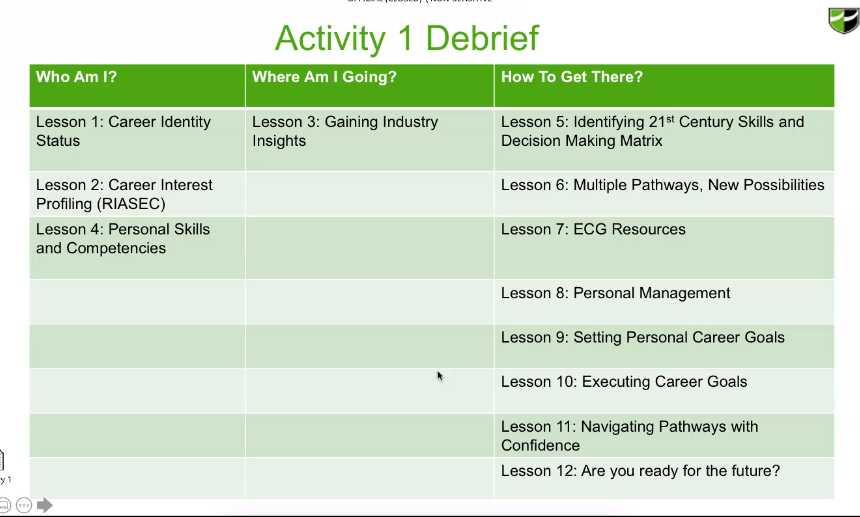 Activity 1 Debrief
Who Am I?
Where Am I Going?
How To Get There?
Lesson 1: Career Identity
Status
Lesson 3: Gaining Industry
Insights
Lesson 5: Identifying 21st Century Skills and
Decision Making Matrix
Lesson 2: Career Interest
Profiling (RIASEC)
Lesson 6: Multiple Pathways, New Possibilities
Lesson 4: Personal Skills
and Competencies
Lesson 7: ECG Resources
Lesson 8: Personal Management
Lesson 9: Setting Personal Career Goals
Lesson 10: Executing Career Goals
Lesson 11: Navigating Pathways with
Confidence
Lesson 12: Are you ready for the future?